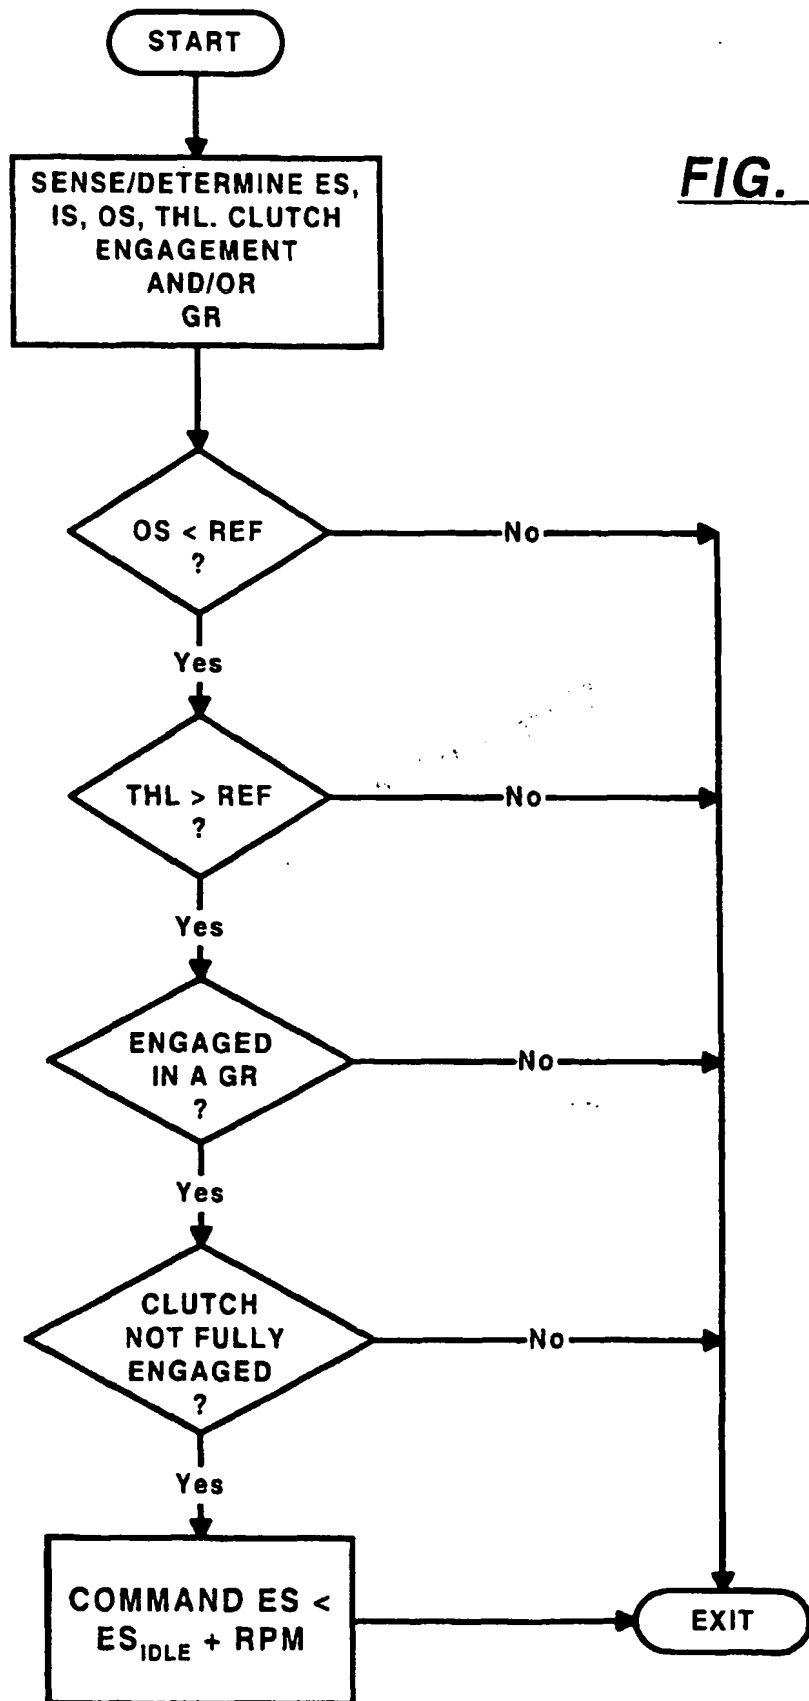 START
FIG.
SENSE/DETERMINE ES,
IS, OS, THL. CLUTCH
ENGAGEMENT
AND/OR
GR
OS < REF
?
No
Yes
THL > REF
?
No
Yes
ENGAGED
IN A GR
?
No
Yes
CLUTCH
NOT FULLY
ENGAGED
?
No
Yes
COMMAND ES <
ES_IDLE + RPM
EXIT